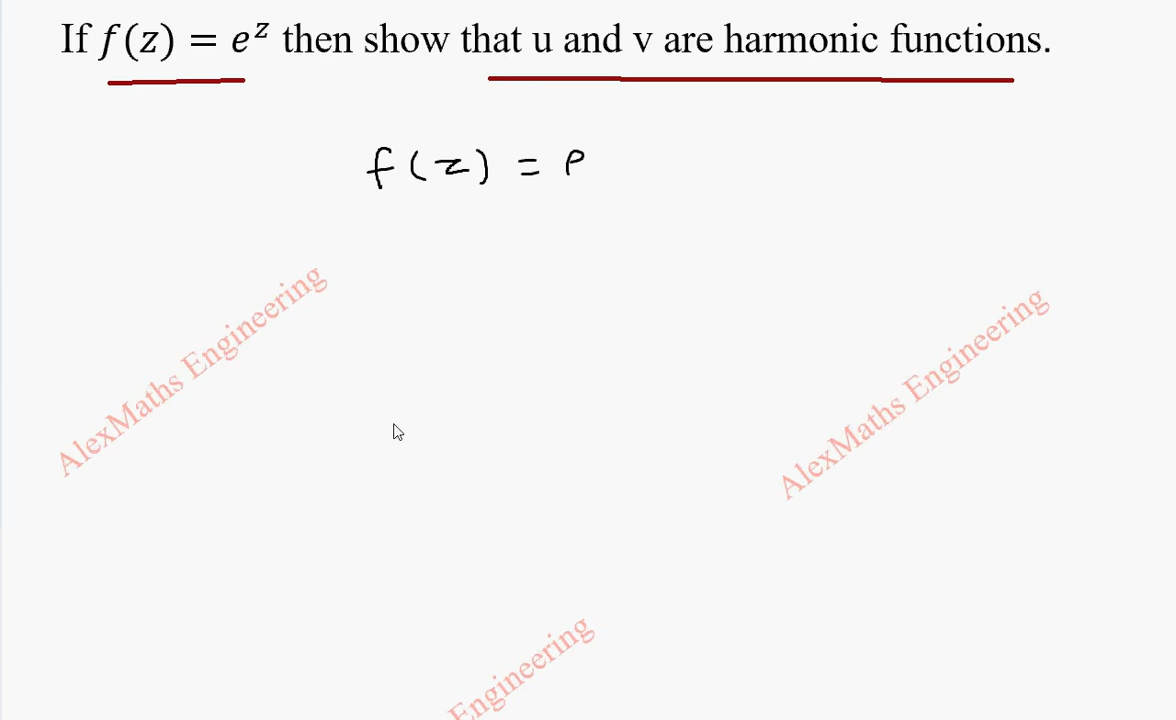 If f(z) = e^z then show that u and v are harmonic functions.
f(z) = e
AlexMaths Engineering
AlexMaths Engineering
Engineering